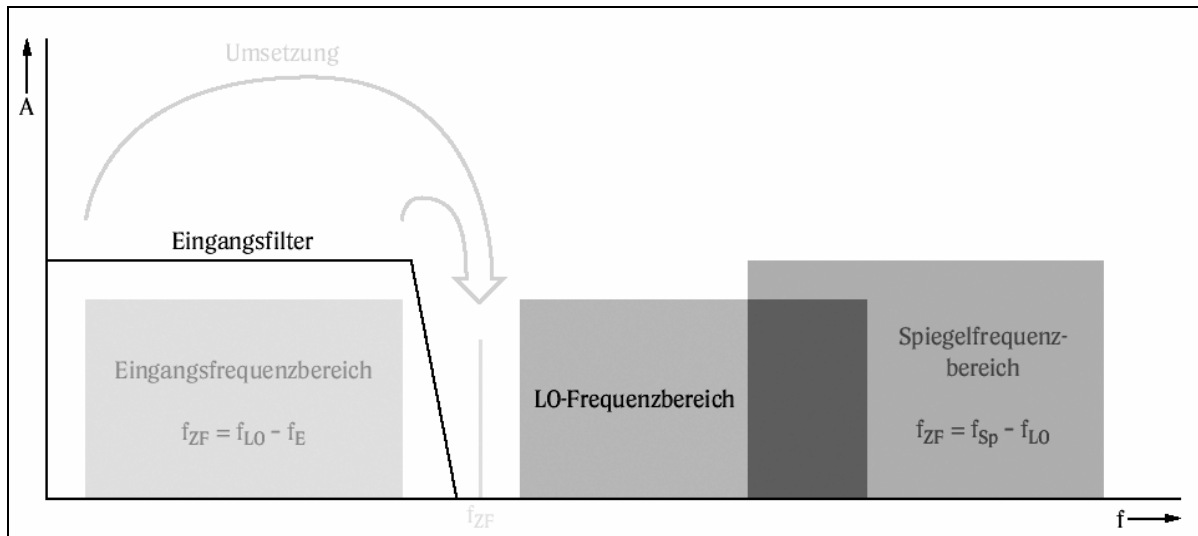 Umsetzung
A
Eingangsfilter
Eingangsfrequenzbereich
f_ZF = f_LO - f_E
f_ZF
LO-Frequenzbereich
Spiegelfrequenz-
bereich
f_ZF = f_Sp - f_LO
f